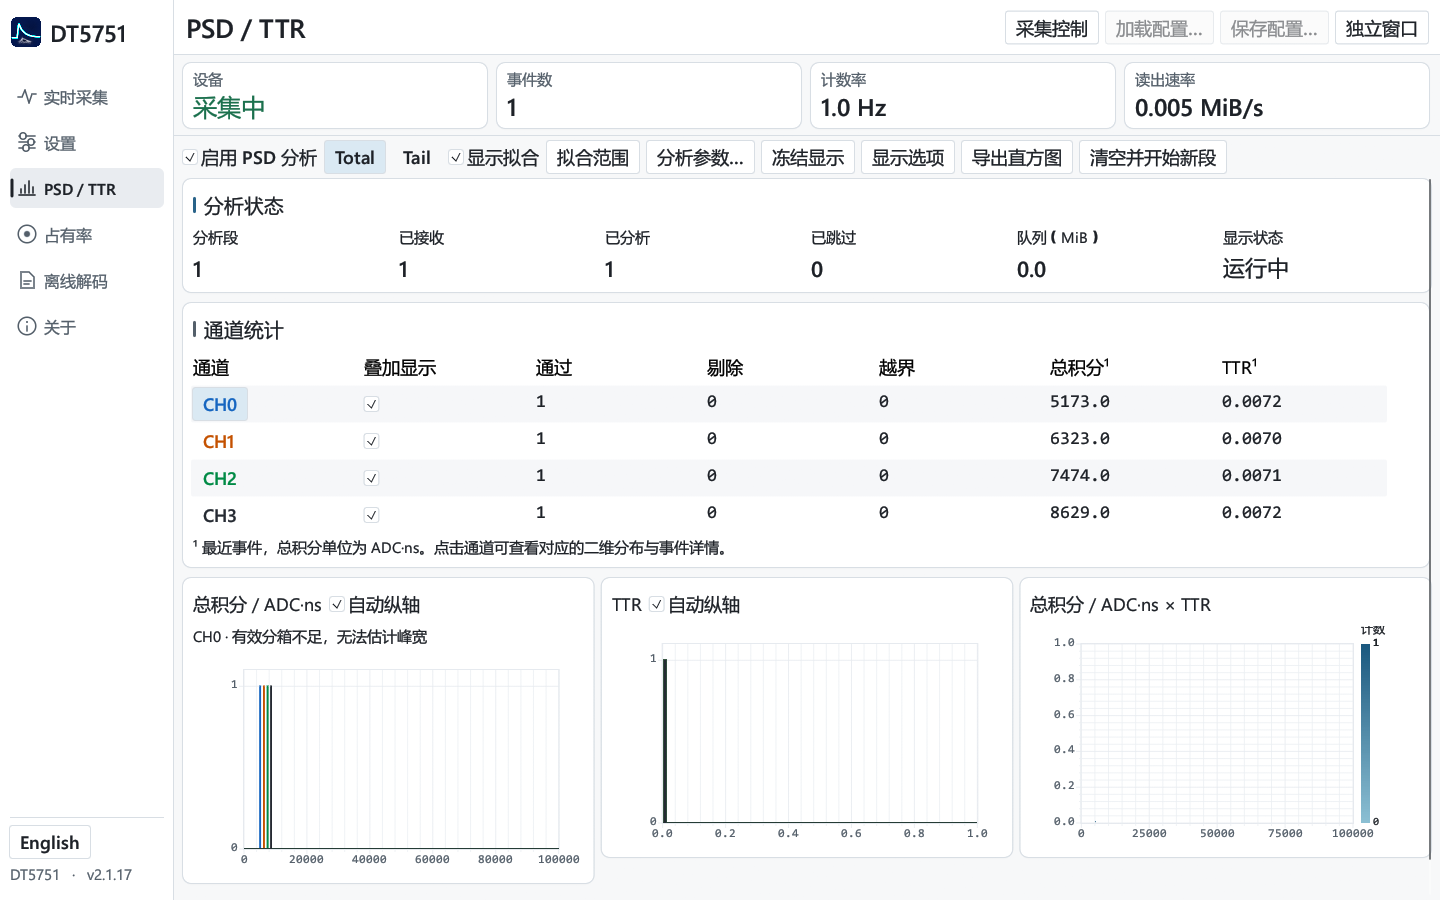 DT5751
PSD / TTR
采集控制 加载配置... 保存配置... 独立窗口
实时采集
设置
PSD / TTR
占有率
离线解码
关于
English
DT5751 · v2.1.17
设备 事件数 计数率 读出速率
采集中 1 1.0 Hz 0.005 MiB/s
启用 PSD 分析 Total Tail 显示拟合 拟合范围 分析参数... 冻结显示 显示选项 导出直方图 清空并开始新段
分析状态
分析段 已接收 已分析 已跳过 队列 ( MiB ) 显示状态
1 1 1 0 0.0 运行中
通道统计
通道 叠加显示 通过 剔除 越界 总积分¹ TTR¹
CH0 1 0 0 5173.0 0.0072
CH1 1 0 0 6323.0 0.0070
CH2 1 0 0 7474.0 0.0071
CH3 1 0 0 8629.0 0.0072
¹ 最近事件，总积分单位为 ADC·ns。点击通道可查看对应的二维分布与事件详情。
总积分 / ADC·ns 自动纵轴
CH0 · 有效分箱不足，无法估计峰宽
1
0
0 20000 40000 60000 80000 100000
TTR 自动纵轴
1
0
0.0 0.2 0.4 0.6 0.8 1.0
总积分 / ADC·ns × TTR
计数
1
0
1.0
0.8
0.6
0.4
0.2
0.0
0 25000 50000 75000 100000